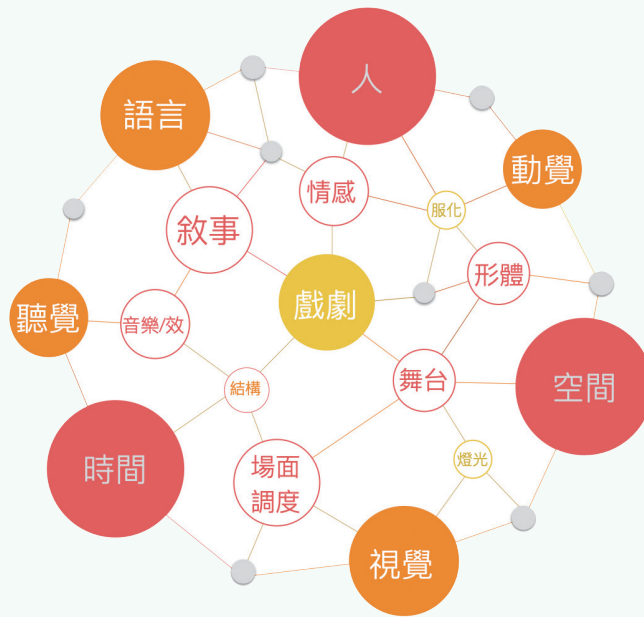 人
語言
動覺
情感
服化
敘事
形體
戲劇
聽覺
音樂/效
舞台
空間
結構
時間
燈光
場面
調度
視覺